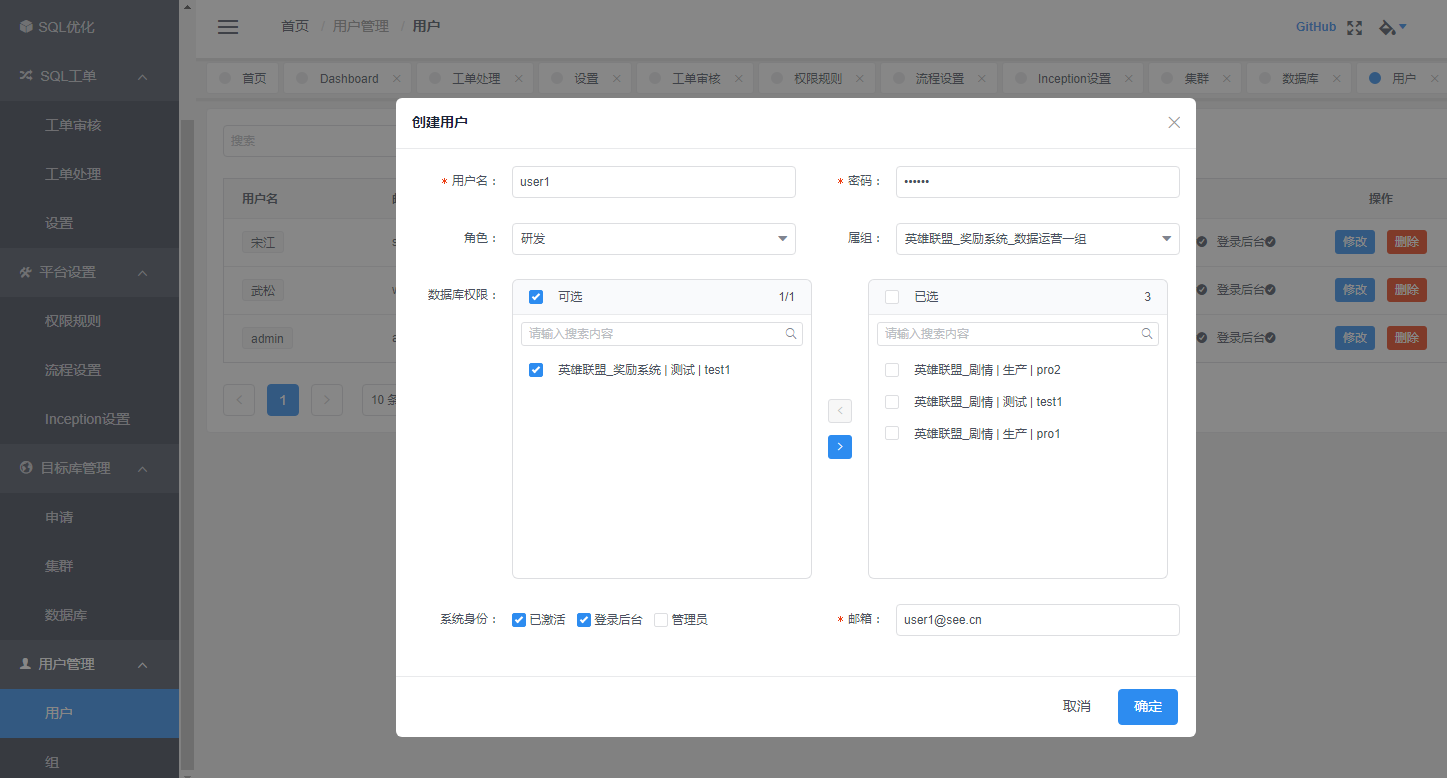 SQL优化
SQL工单
工单审核
工单处理
设置
平台设置
权限规则
流程设置
Inception设置
目标库管理
申请
集群
数据库
用户管理
用户
组
首页 / 用户管理 / 用户
GitHub
首页
Dashboard
工单处理
设置
工单审核
权限规则
流程设置
Inception设置
集群
数据库
用户
搜索
用户名
操作
宋江
登录后台
修改
删除
武松
登录后台
修改
删除
admin
登录后台
修改
删除
1
10 条
创建用户
* 用户名：
user1
* 密码：
••••••
角色：
研发
属组：
英雄联盟_奖励系统_数据运营一组
数据库权限：
可选
1/1
请输入搜索内容
英雄联盟_奖励系统 | 测试 | test1
已选
3
请输入搜索内容
英雄联盟_剧情 | 生产 | pro2
英雄联盟_剧情 | 测试 | test1
英雄联盟_剧情 | 生产 | pro1
系统身份：
已激活
登录后台
管理员
* 邮箱：
user1@see.cn
取消
确定